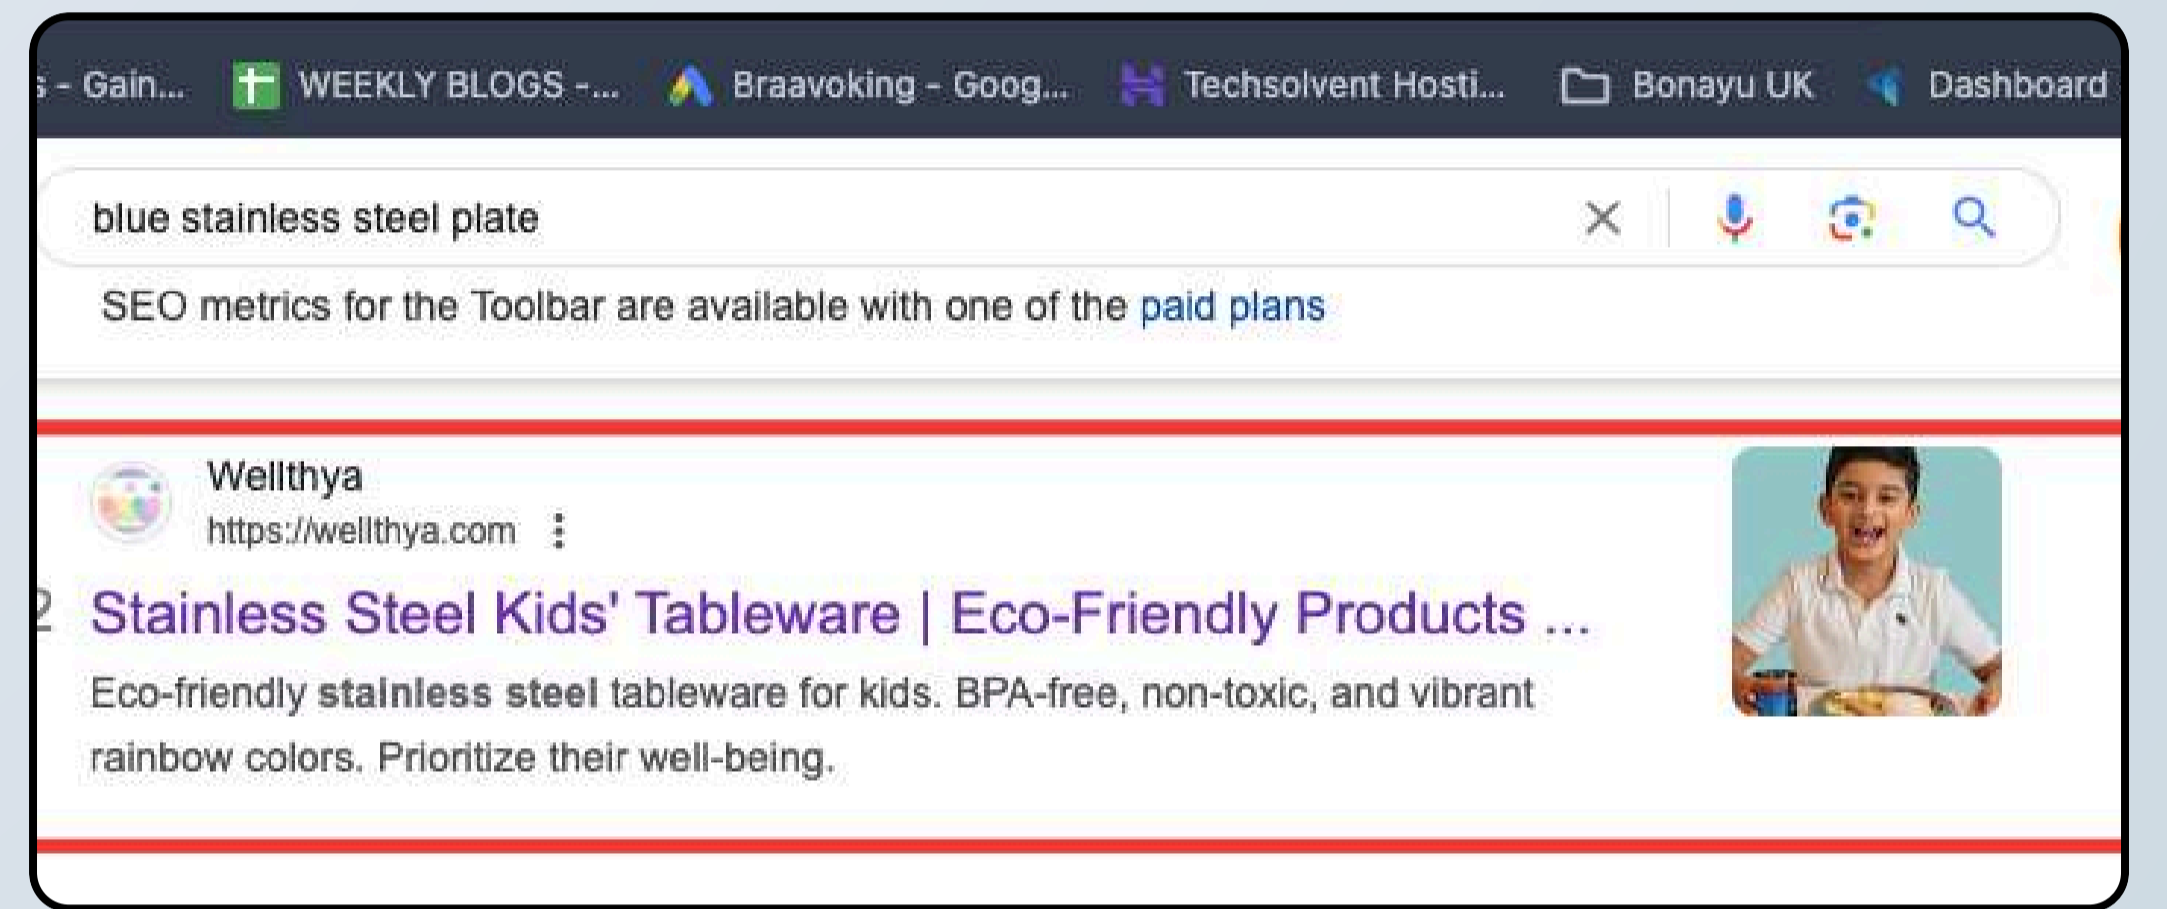 s - Gain... WEEKLY BLOGS -... Braavoking - Goog... Techsolvent Hosti... Bonayu UK Dashboard
blue stainless steel plate
SEO metrics for the Toolbar are available with one of the paid plans
Wellthya
https://wellthya.com
2 Stainless Steel Kids' Tableware | Eco-Friendly Products ...
Eco-friendly stainless steel tableware for kids. BPA-free, non-toxic, and vibrant
rainbow colors. Prioritize their well-being.